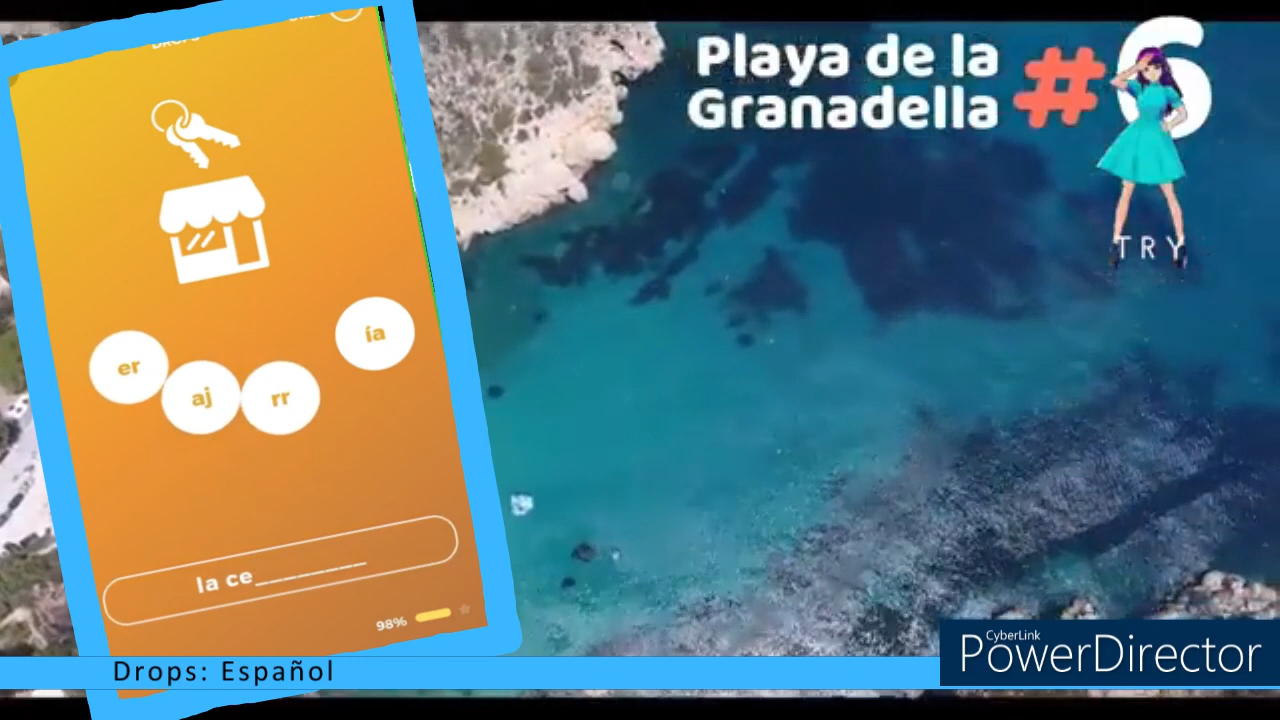 Playa de la
Granadella
#6
TRY
er
aj
rr
ía
la ce________
98%
Drops: Español
CyberLink
PowerDirector